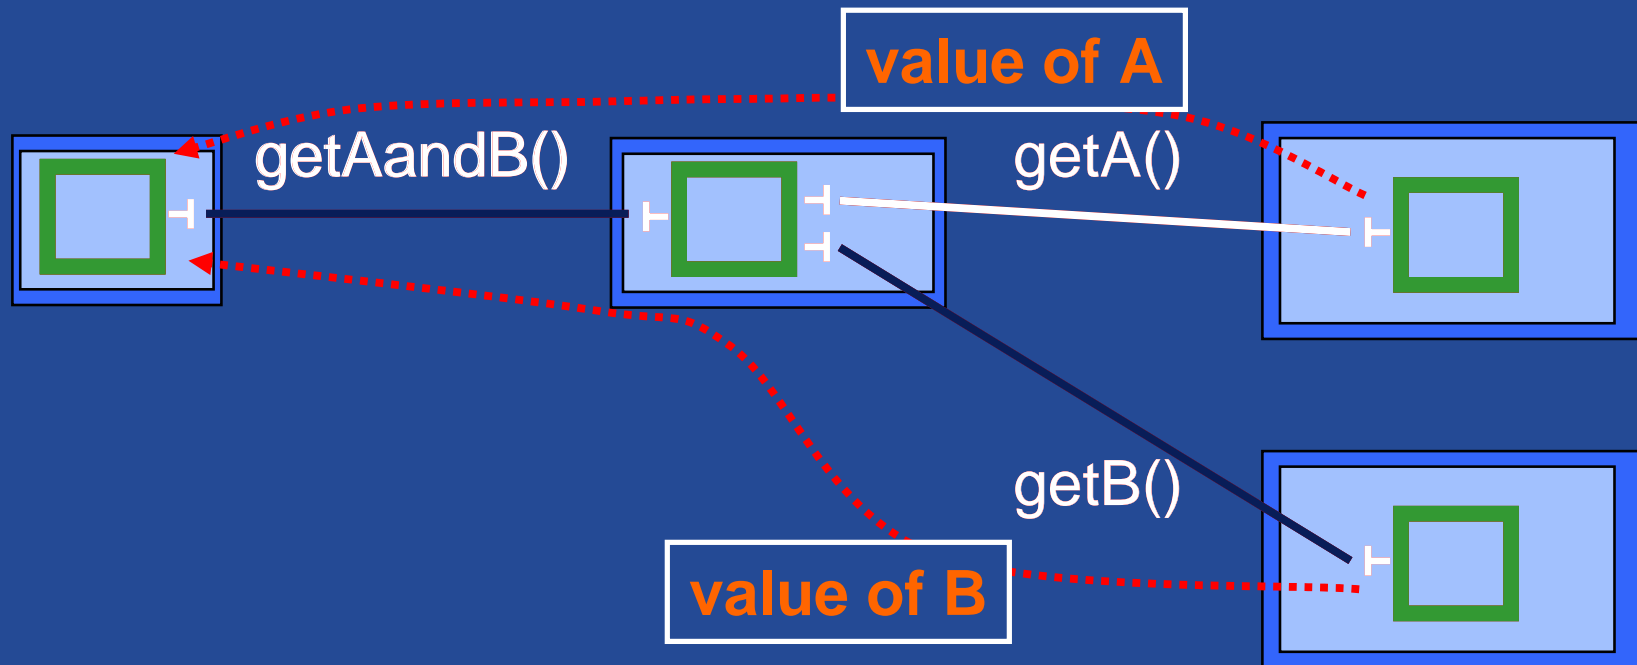 value of A
getAandB()
getA()
getB()
value of B